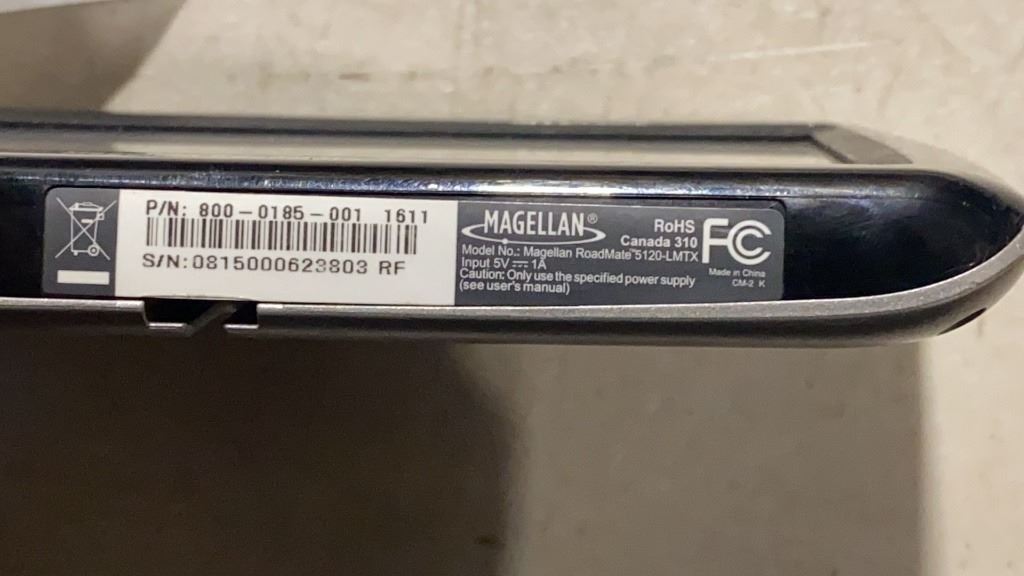 P/N: 800-0185-001 1611
S/N:0815000623803 RF
MAGELLAN®
RoHS
Canada 310
FC
Model No.: Magellan RoadMate 5120-LMTX
Input 5V ⎓ 1A
Caution: Only use the specified power supply
(see user's manual)
Made in China
CM-2 K